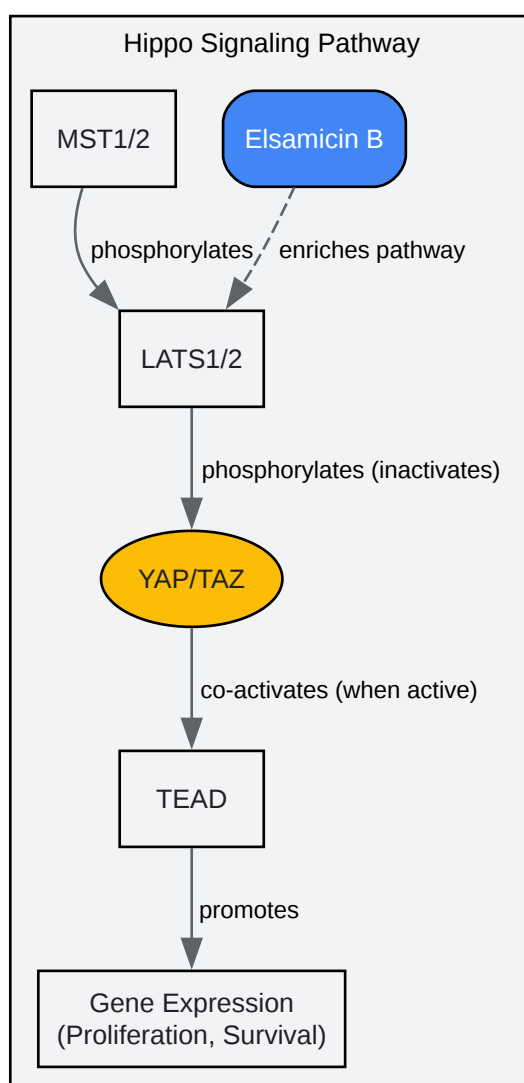 Hippo Signaling Pathway
MST1/2
Elsamicin B
phosphorylates
enriches pathway
LATS1/2
phosphorylates (inactivates)
YAP/TAZ
co-activates (when active)
TEAD
promotes
Gene Expression
(Proliferation, Survival)